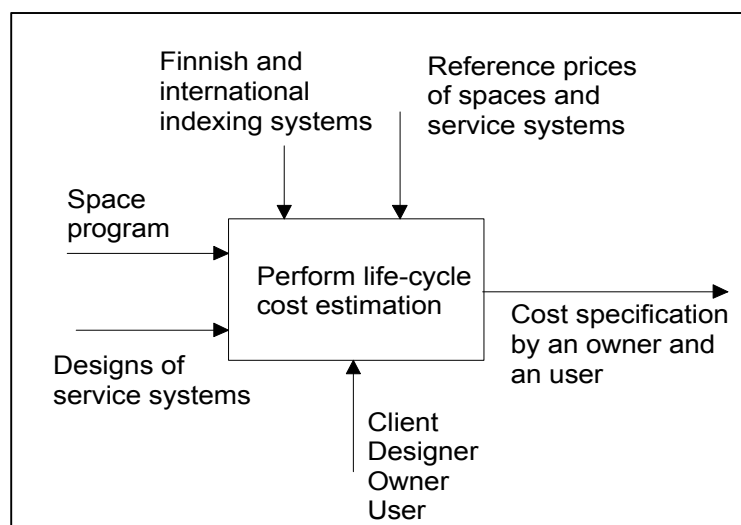 Finnish and
international
indexing systems
Reference prices
of spaces and
service systems
Space
program
Perform life-cycle
cost estimation
Cost specification
by an owner and
an user
Designs of
service systems
Client
Designer
Owner
User